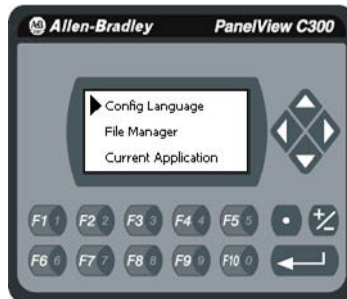 AB Allen-Bradley PanelView C300
Config Language
File Manager
Current Application
F1 1 F2 2 F3 3 F4 4 F5 5 • +/-
F6 6 F7 7 F8 8 F9 9 F10 0